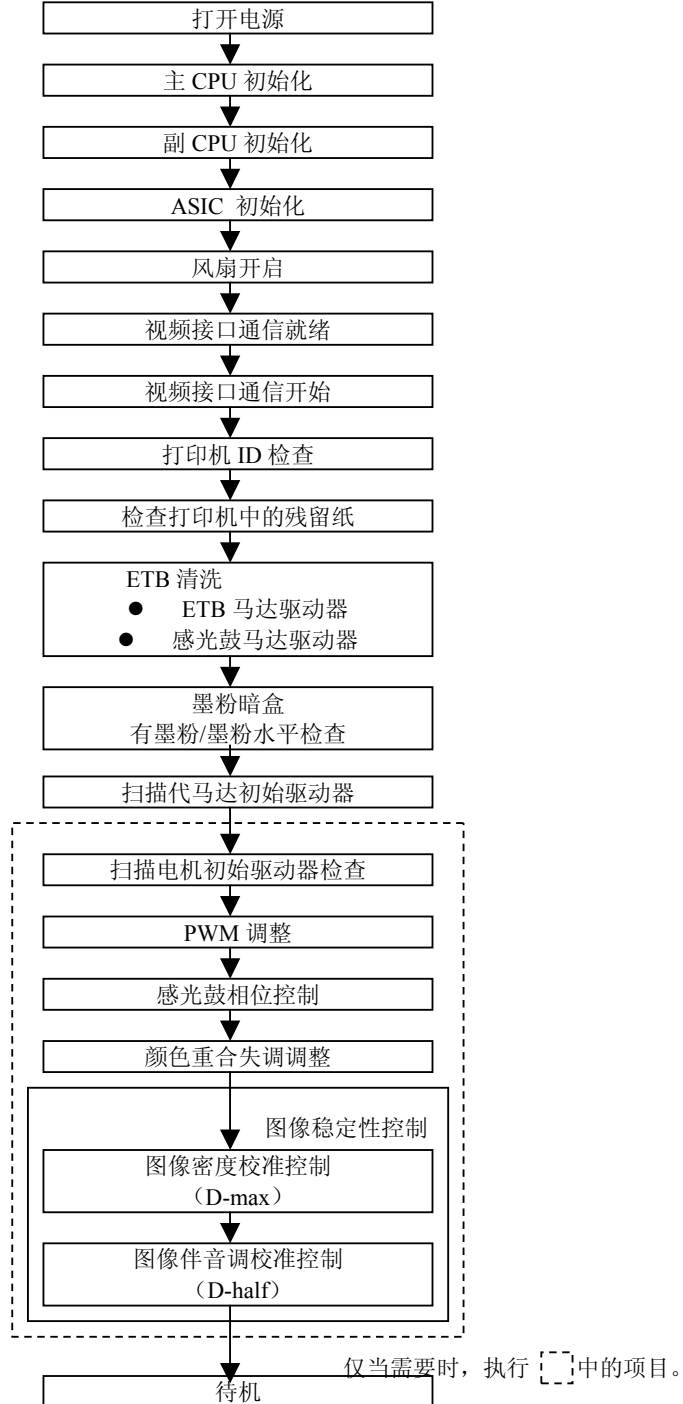 打开电源
主 CPU 初始化
副 CPU 初始化
ASIC 初始化
风扇开启
视频接口通信就绪
视频接口通信开始
打印机 ID 检查
检查打印机中的残留纸
ETB 清洗
● ETB 马达驱动器
● 感光鼓马达驱动器
墨粉暗盒
有墨粉/墨粉水平检查
扫描代马达初始驱动器
扫描电机初始驱动器检查
PWM 调整
感光鼓相位控制
颜色重合失调调整
图像稳定性控制
图像密度校准控制
（D-max）
图像伴音调校准控制
（D-half）
仅当需要时，执行 中的项目。
待机